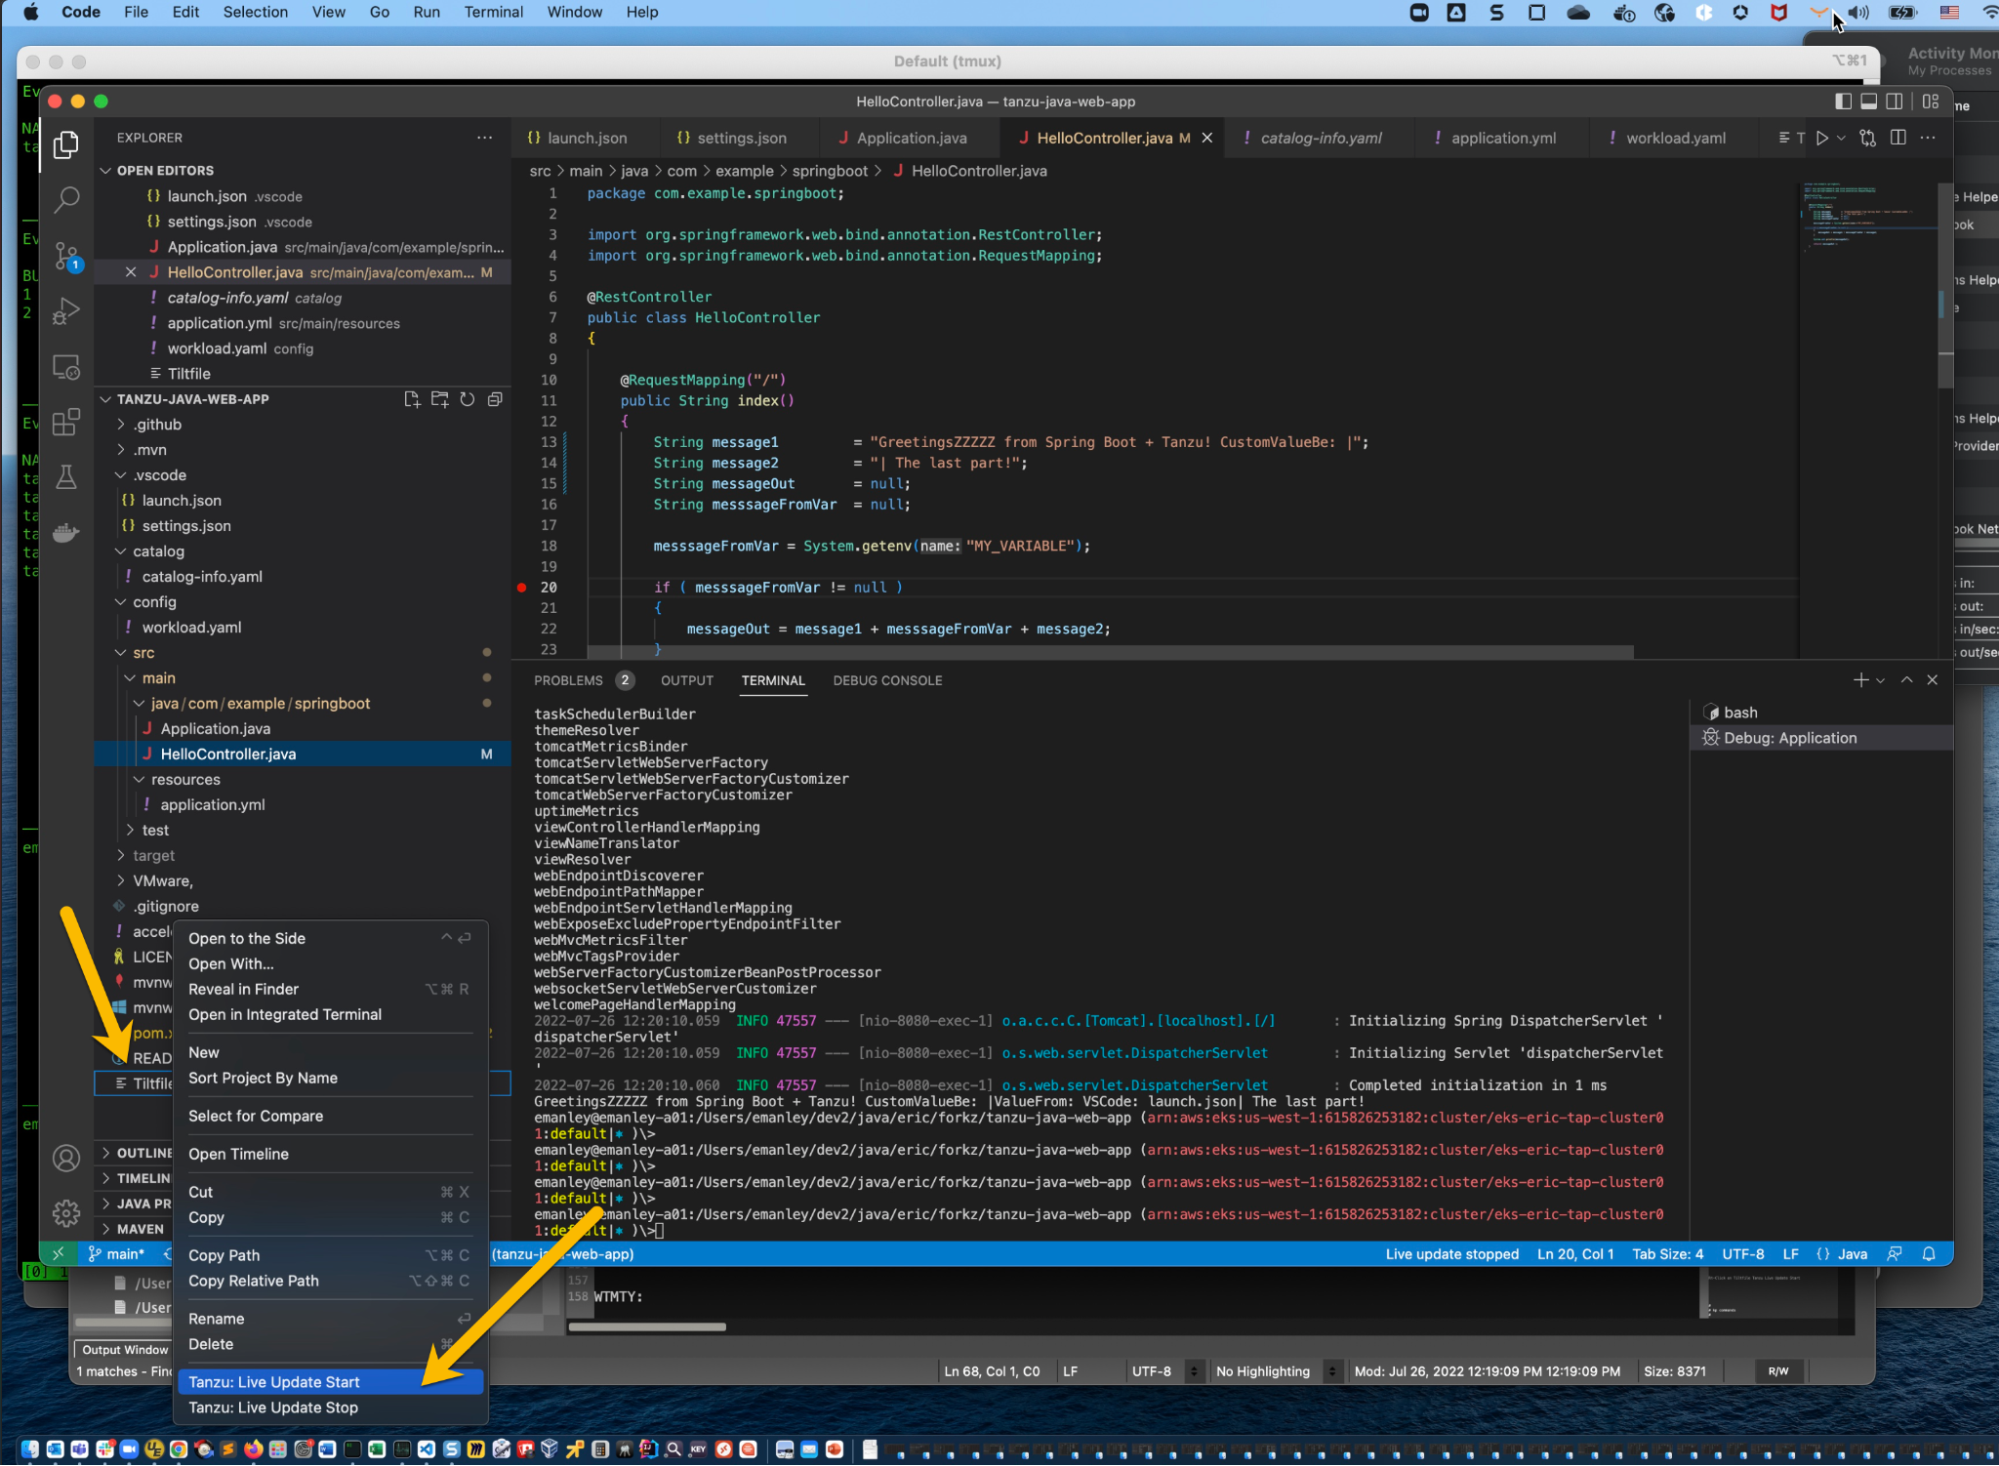 Code File Edit Selection View Go Run Terminal Window Help
Default (tmux)
⌥⌘1
Activity Mon
My Processes
HelloController.java — tanzu-java-web-app
EXPLORER
OPEN EDITORS
launch.json .vscode
settings.json .vscode
Application.java src/main/java/com/example/sprin...
HelloController.java src/main/java/com/exam... M
catalog-info.yaml catalog
application.yml src/main/resources
workload.yaml config
Tiltfile
TANZU-JAVA-WEB-APP
.github
.mvn
.vscode
launch.json
settings.json
catalog
catalog-info.yaml
config
workload.yaml
src
main
java/com/example/springboot
Application.java
HelloController.java M
resources
application.yml
test
target
VMware,
.gitignore
accele
LICEN
mvnw
mvnw
pom.x
READ
Tiltfile
OUTLINE
TIMELIN
JAVA PR
MAVEN
launch.json settings.json Application.java HelloController.java M catalog-info.yaml application.yml workload.yaml T
src > main > java > com > example > springboot > HelloController.java
1 package com.example.springboot;
2
3 import org.springframework.web.bind.annotation.RestController;
4 import org.springframework.web.bind.annotation.RequestMapping;
5
6 @RestController
7 public class HelloController
8 {
9
10 @RequestMapping("/")
11 public String index()
12 {
13 String message1 = "GreetingsZZZZZ from Spring Boot + Tanzu! CustomValueBe: |";
14 String message2 = "| The last part!";
15 String messageOut = null;
16 String messsageFromVar = null;
17
18 messsageFromVar = System.getenv(name: "MY_VARIABLE");
19
20 if ( messsageFromVar != null )
21 {
22 messageOut = message1 + messsageFromVar + message2;
23 }
PROBLEMS 2 OUTPUT TERMINAL DEBUG CONSOLE
bash
Debug: Application
taskSchedulerBuilder
themeResolver
tomcatMetricsBinder
tomcatServletWebServerFactory
tomcatServletWebServerFactoryCustomizer
tomcatWebServerFactoryCustomizer
uptimeMetrics
viewControllerHandlerMapping
viewNameTranslator
viewResolver
webEndpointDiscoverer
webEndpointPathMapper
webEndpointServletHandlerMapping
webExposeExcludePropertyEndpointFilter
webMvcMetricsFilter
webMvcTagsProvider
webServerFactoryCustomizerBeanPostProcessor
websocketServletWebServerCustomizer
welcomePageHandlerMapping
2022-07-26 12:20:10.059 INFO 47557 --- [nio-8080-exec-1] o.a.c.c.C.[Tomcat].[localhost].[/] : Initializing Spring DispatcherServlet '
dispatcherServlet'
2022-07-26 12:20:10.059 INFO 47557 --- [nio-8080-exec-1] o.s.web.servlet.DispatcherServlet : Initializing Servlet 'dispatcherServlet
'
2022-07-26 12:20:10.060 INFO 47557 --- [nio-8080-exec-1] o.s.web.servlet.DispatcherServlet : Completed initialization in 1 ms
GreetingsZZZZZ from Spring Boot + Tanzu! CustomValueBe: |ValueFrom: VSCode: launch.json| The last part!
emanley@emanley-a01:/Users/emanley/dev2/java/eric/forkz/tanzu-java-web-app (arn:aws:eks:us-west-1:615826253182:cluster/eks-eric-tap-cluster0
1:default|* )\>
emanley@emanley-a01:/Users/emanley/dev2/java/eric/forkz/tanzu-java-web-app (arn:aws:eks:us-west-1:615826253182:cluster/eks-eric-tap-cluster0
1:default|* )\>
emanley@emanley-a01:/Users/emanley/dev2/java/eric/forkz/tanzu-java-web-app (arn:aws:eks:us-west-1:615826253182:cluster/eks-eric-tap-cluster0
1:default|* )\>
emanley@emanley-a01:/Users/emanley/dev2/java/eric/forkz/tanzu-java-web-app (arn:aws:eks:us-west-1:615826253182:cluster/eks-eric-tap-cluster0
1:default|* )\>
Open to the Side
Open With...
Reveal in Finder ⌥⌘ R
Open in Integrated Terminal
New
Sort Project By Name
Select for Compare
Open Timeline
Cut ⌘ X
Copy ⌘ C
Copy Path ⌥⌘ C
Copy Relative Path ⌥⇧⌘ C
Rename
Delete
Tanzu: Live Update Start
Tanzu: Live Update Stop
main* (tanzu-ja web-app) Live update stopped Ln 20, Col 1 Tab Size: 4 UTF-8 LF {} Java
/User
/User
157
158 WTMTY:
Output Window
1 matches - Fin
Ln 68, Col 1, C0 LF UTF-8 No Highlighting Mod: Jul 26, 2022 12:19:09 PM 12:19:09 PM Size: 8371 R/W